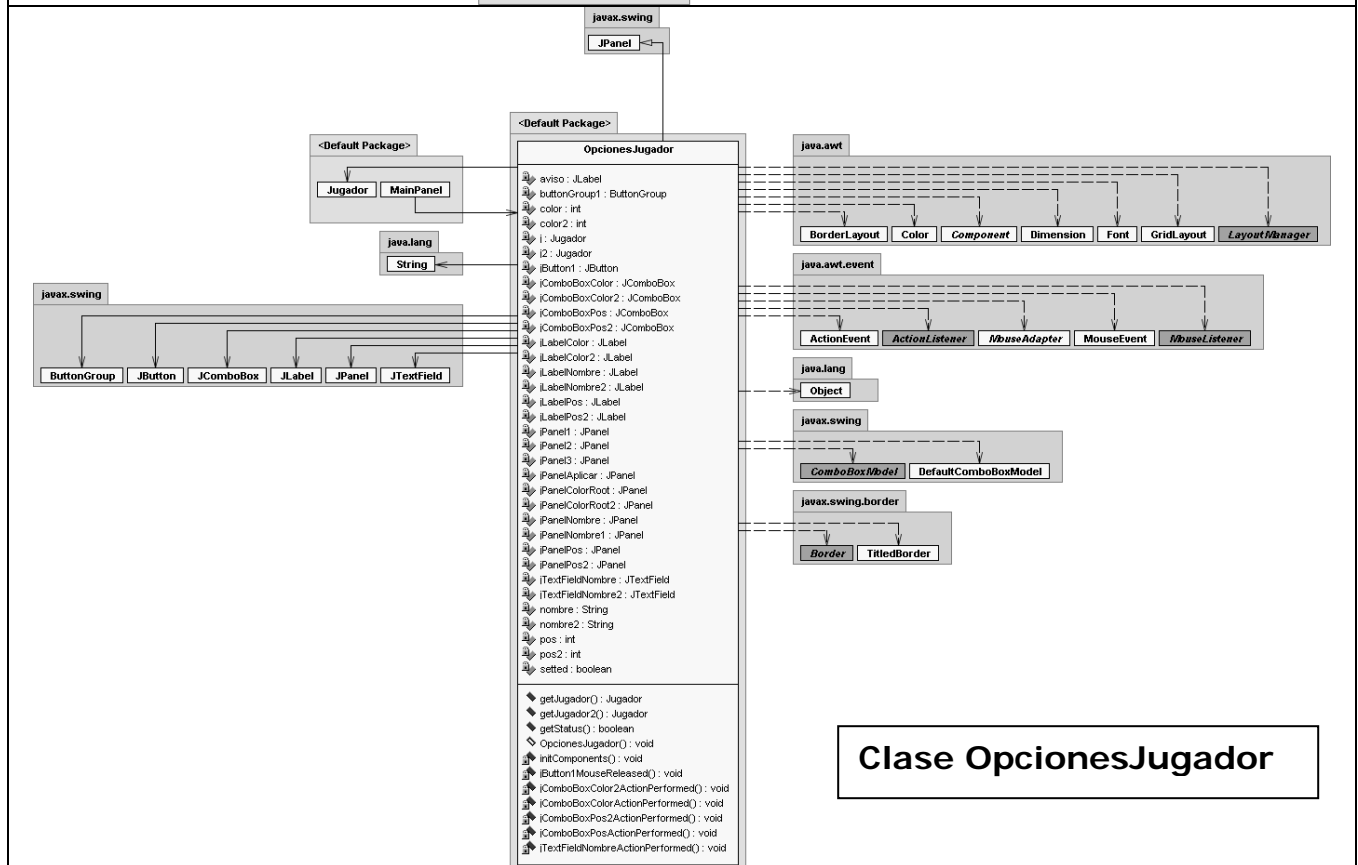 javax.swing
JPanel
<Default Package>
OpcionesJugador
aviso : JLabel
buttonGroup1 : ButtonGroup
color : int
color2 : int
j : Jugador
j2 : Jugador
jButton1 : JButton
jComboBoxColor : JComboBox
jComboBoxColor2 : JComboBox
jComboBoxPos : JComboBox
jComboBoxPos2 : JComboBox
jLabelColor : JLabel
jLabelColor2 : JLabel
jLabelNombre : JLabel
jLabelNombre2 : JLabel
jLabelPos : JLabel
jLabelPos2 : JLabel
jPanel1 : JPanel
jPanel2 : JPanel
jPanel3 : JPanel
jPanelAplicar : JPanel
jPanelColorRoot : JPanel
jPanelColorRoot2 : JPanel
jPanelNombre : JPanel
jPanelNombre1 : JPanel
jPanelPos : JPanel
jPanelPos2 : JPanel
jTextFieldNombre : JTextField
jTextFieldNombre2 : JTextField
nombre : String
nombre2 : String
pos : int
pos2 : int
setted : boolean
getJugador() : Jugador
getJugador2() : Jugador
getStatus() : boolean
OpcionesJugador() : void
initComponents() : void
jButton1MouseReleased() : void
jComboBoxColor2ActionPerformed() : void
jComboBoxColorActionPerformed() : void
jComboBoxPos2ActionPerformed() : void
jComboBoxPosActionPerformed() : void
jTextFieldNombreActionPerformed() : void
<Default Package>
Jugador MainPanel
java.lang
String
javax.swing
ButtonGroup JButton JComboBox JLabel JPanel JTextField
java.awt
BorderLayout Color Component Dimension Font GridLayout LayoutManager
java.awt.event
ActionEvent ActionListener MouseAdapter MouseEvent MouseListener
java.lang
Object
javax.swing
ComboBoxModel DefaultComboBoxModel
javax.swing.border
Border TitledBorder
Clase OpcionesJugador